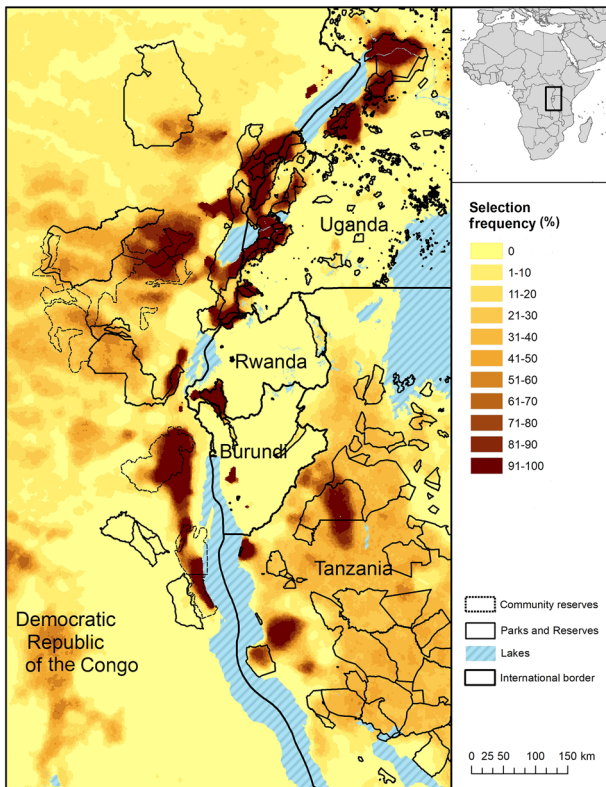 Uganda
Rwanda
Burundi
Tanzania
Democratic
Republic
of the Congo
Selection
frequency (%)
0
1-10
11-20
21-30
31-40
41-50
51-60
61-70
71-80
81-90
91-100
Community reserves
Parks and Reserves
Lakes
International border
0 25 50 100 150 km